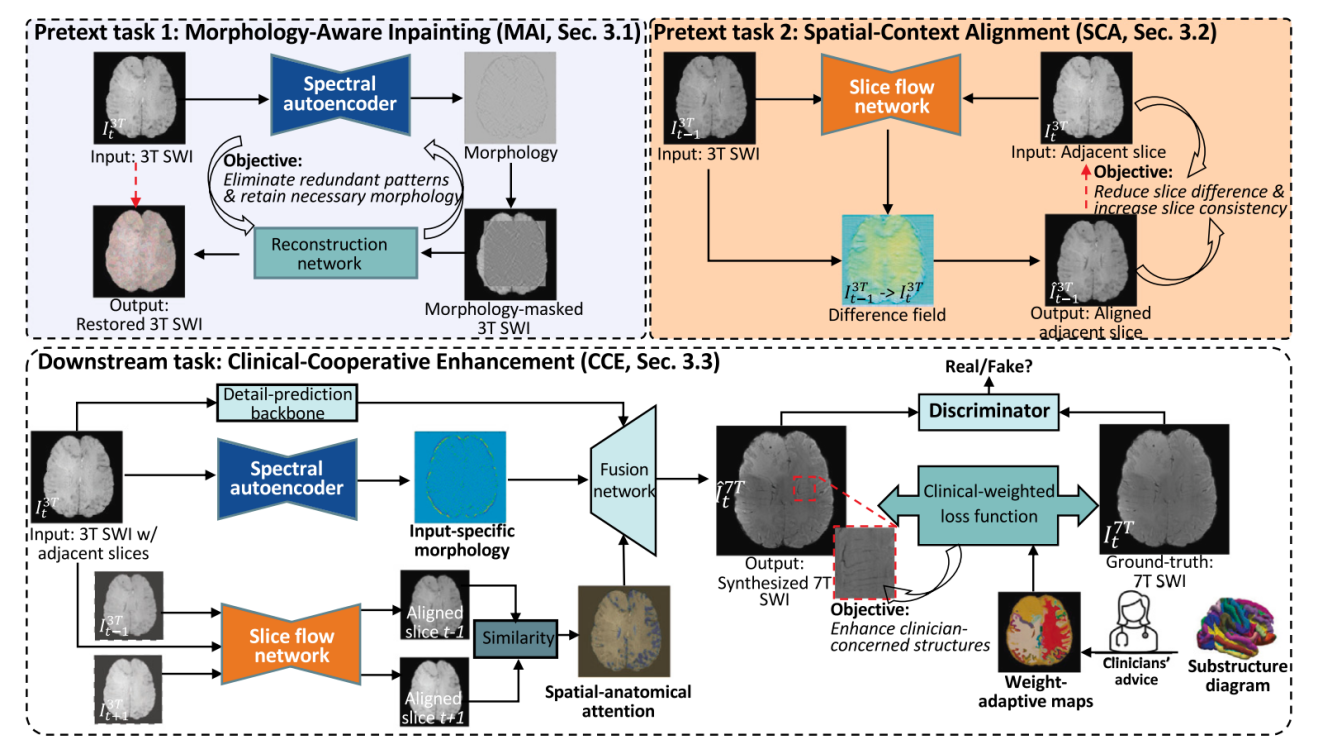 Pretext task 1: Morphology-Aware Inpainting (MAI, Sec. 3.1)
I_t^{3T}
Input: 3T SWI
Spectral
autoencoder
Morphology
Objective:
Eliminate redundant patterns
& retain necessary morphology
Reconstruction
network
Output:
Restored 3T SWI
Morphology-masked
3T SWI
Pretext task 2: Spatial-Context Alignment (SCA, Sec. 3.2)
I_{t-1}^{3T}
Input: 3T SWI
Slice flow
network
I_t^{3T}
Input: Adjacent slice
Objective:
Reduce slice difference &
increase slice consistency
I_{t-1}^{3T} -> I_t^{3T}
Difference field
Î_{t-1}^{3T}
Output: Aligned
adjacent slice
Downstream task: Clinical-Cooperative Enhancement (CCE, Sec. 3.3)
Detail-prediction
backbone
I_t^{3T}
Input: 3T SWI w/
adjacent slices
Spectral
autoencoder
Input-specific
morphology
Fusion
network
I_{t-1}^{3T}
I_{t+1}^{3T}
Slice flow
network
Aligned
slice t-1
Aligned
slice t+1
Similarity
Spatial-anatomical
attention
Real/Fake?
Discriminator
Î_t^{7T}
Output:
Synthesized 7T
SWI
Clinical-weighted
loss function
I_t^{7T}
Ground-truth:
7T SWI
Objective:
Enhance clinician-
concerned structures
Weight-
adaptive maps
Clinicians'
advice
Substructure
diagram